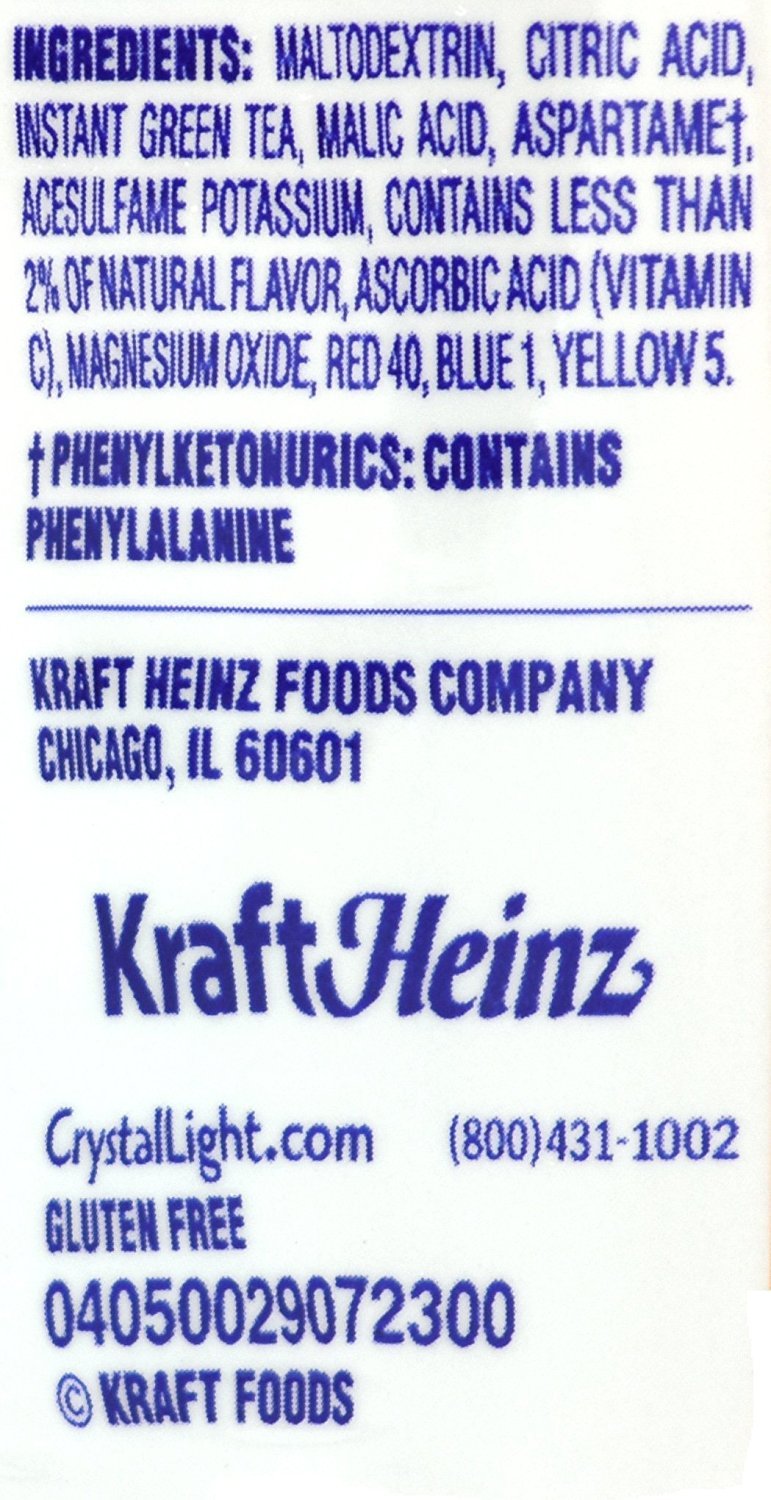 INGREDIENTS: MALTODEXTRIN, CITRIC ACID,
INSTANT GREEN TEA, MALIC ACID, ASPARTAME†,
ACESULFAME POTASSIUM, CONTAINS LESS THAN
2% OF NATURAL FLAVOR, ASCORBIC ACID (VITAMIN
C), MAGNESIUM OXIDE, RED 40, BLUE 1, YELLOW 5.
† PHENYLKETONURICS: CONTAINS
PHENYLALANINE
KRAFT HEINZ FOODS COMPANY
CHICAGO, IL 60601
KraftHeinz
CrystalLight.com (800)431-1002
GLUTEN FREE
04050029072300
© KRAFT FOODS